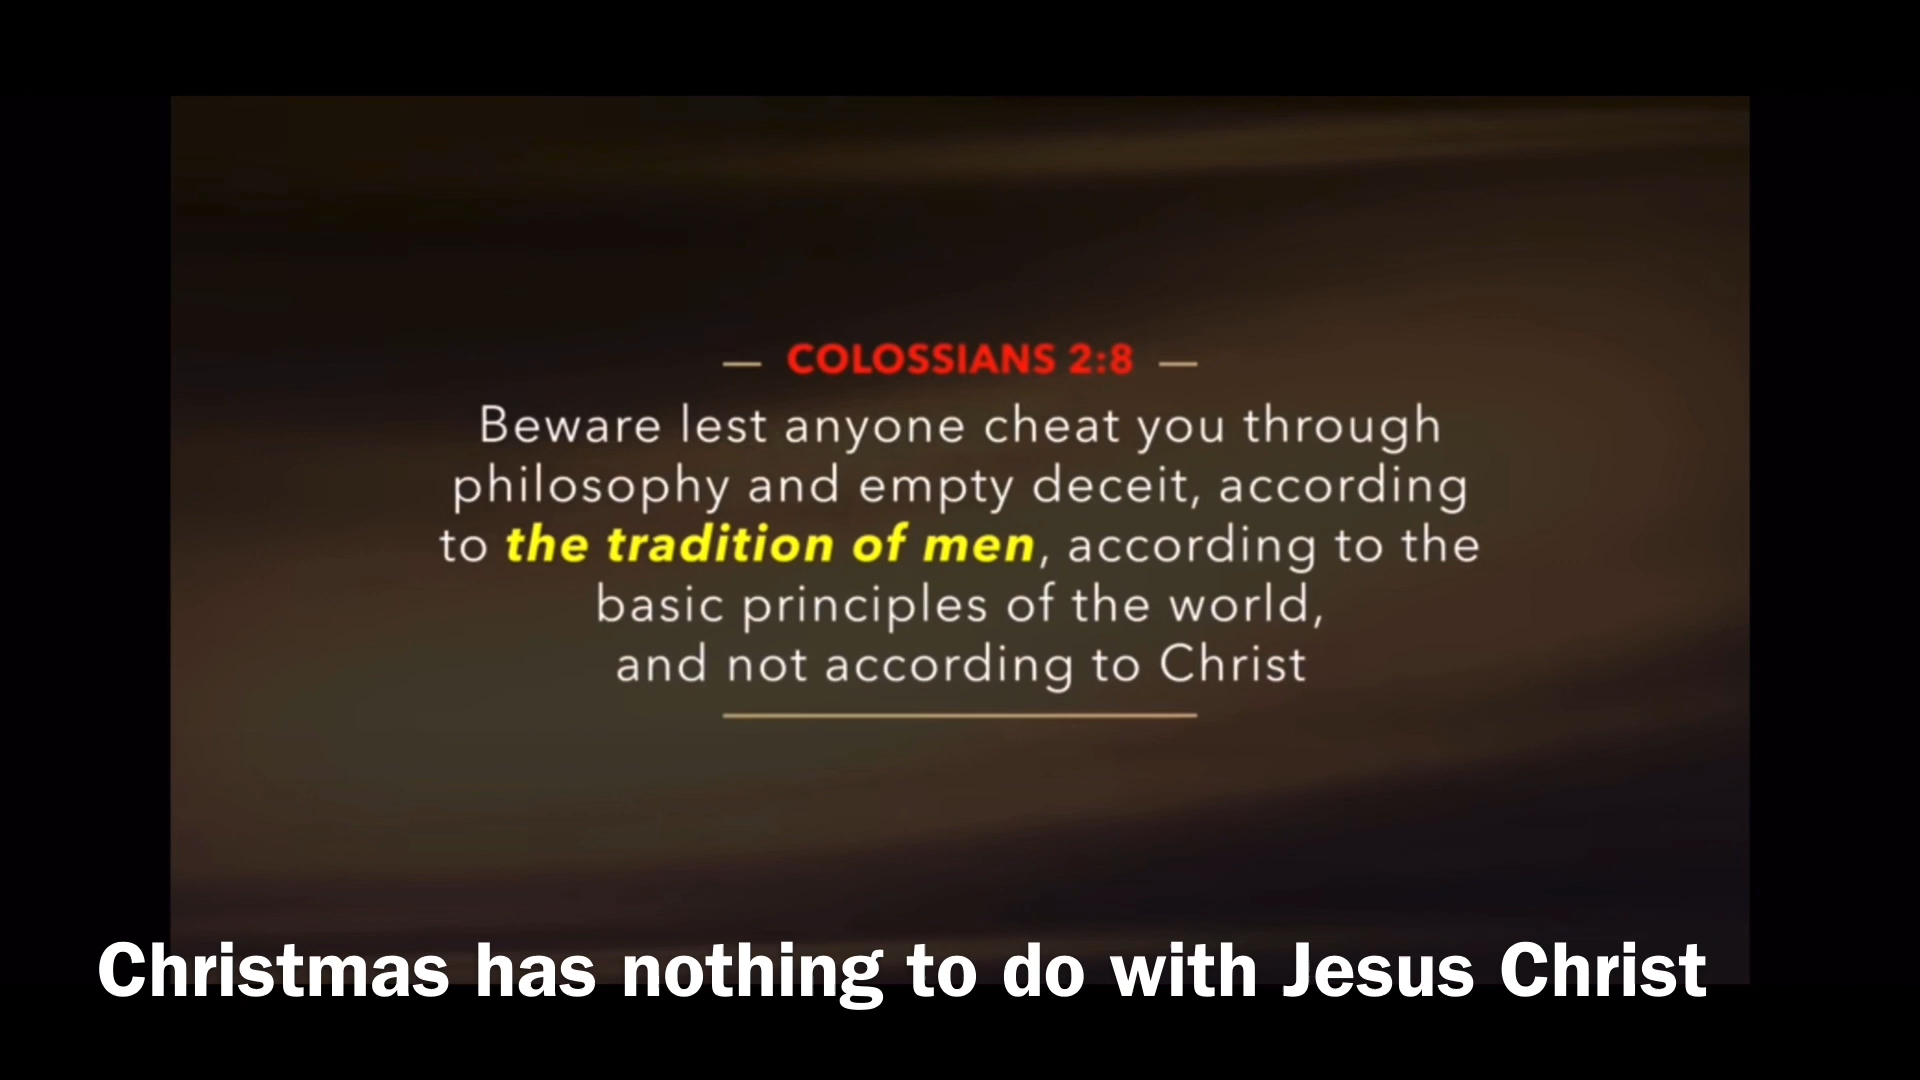 — COLOSSIANS 2:8 —
Beware lest anyone cheat you through
philosophy and empty deceit, according
to the tradition of men, according to the
basic principles of the world,
and not according to Christ
Christmas has nothing to do with Jesus Christ